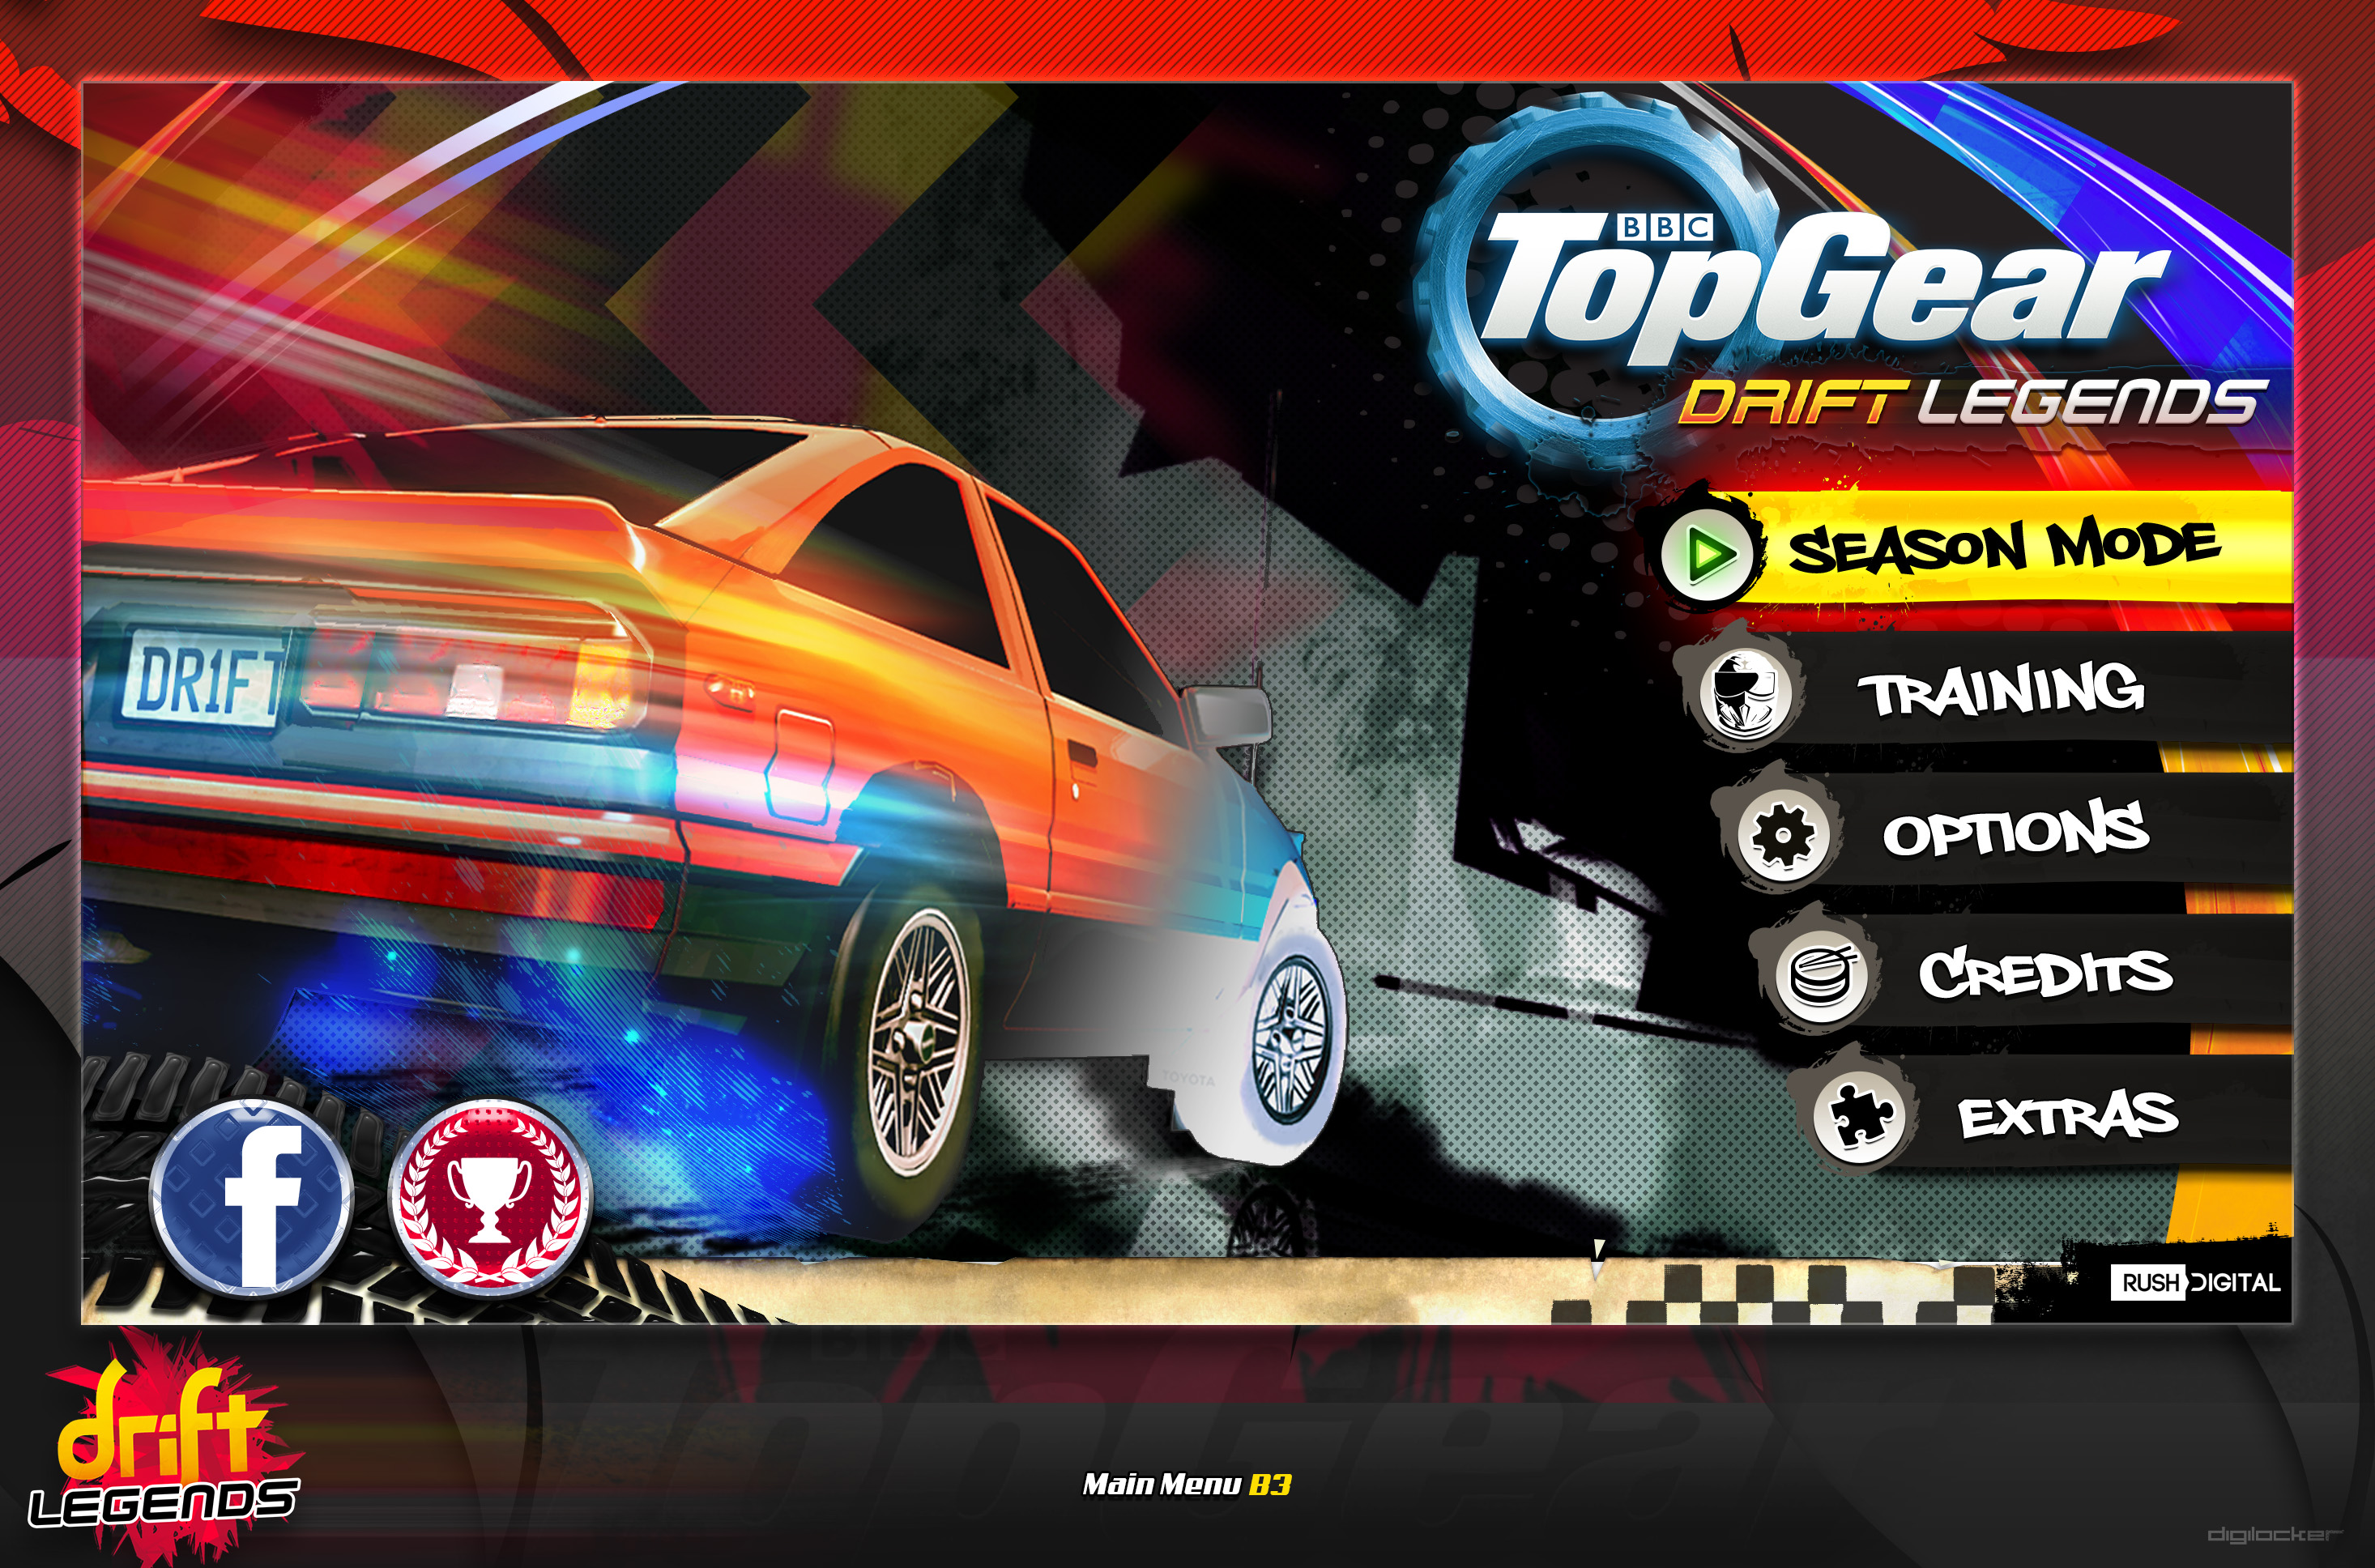 BBC
TopGear
DRIFT LEGENDS
SEASON MODE
TRAINING
OPTIONS
CREDITS
EXTRAS
DR1FT
TOYOTA
f
RUSH DIGITAL
drift
LEGENDS
TopGear
Main Menu B3
digilocker